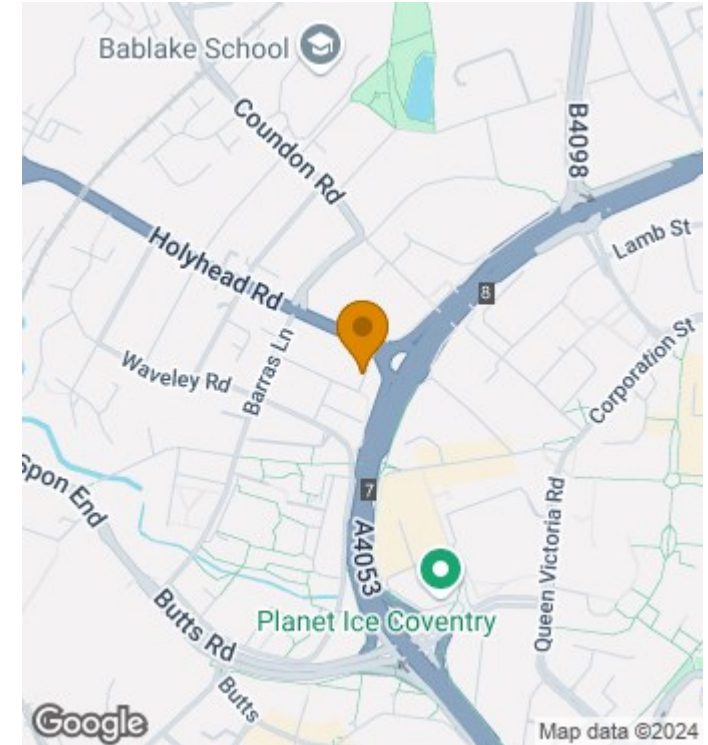 Bablake School
Coundon Rd
B4098
Holyhead Rd
Lamb St
8
Barras Ln
Waveley Rd
Corporation St
Spon End
7
A4053
Queen Victoria Rd
Planet Ice Coventry
Butts Rd
Butts
Google
Map data ©2024